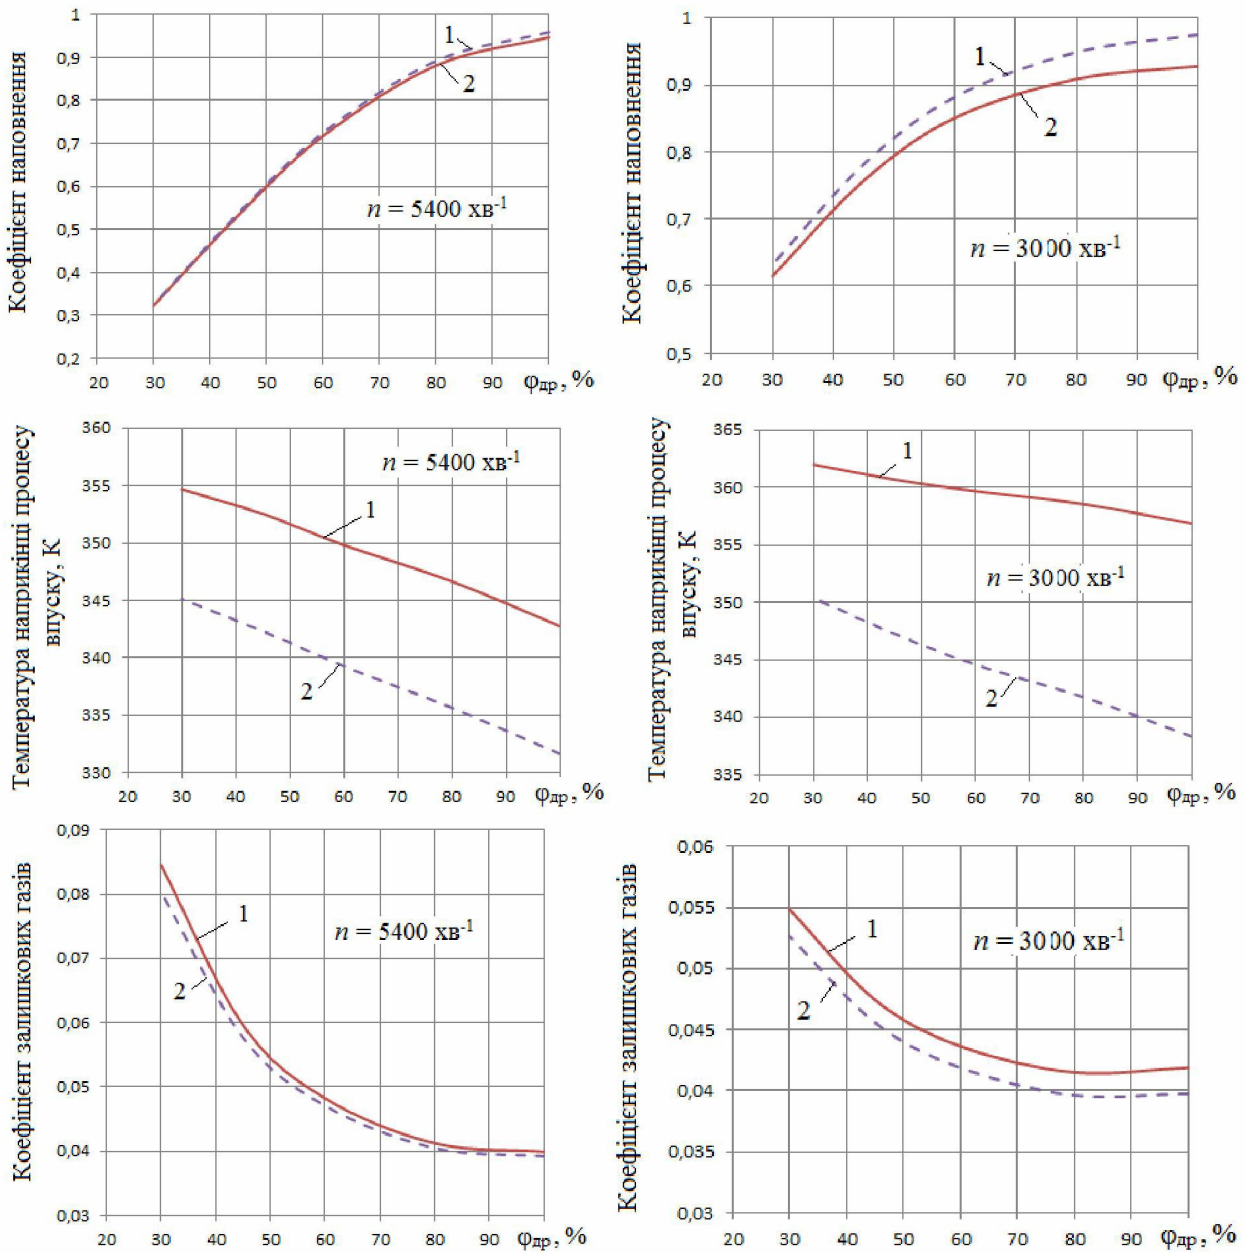 Коефіцієнт наповнення
1
0,9
0,8
0,7
0,6
0,5
0,4
0,3
0,2
1
2
n = 5400 хв-1
20 30 40 50 60 70 80 90 φдр, %
Коефіцієнт наповнення
1
0,9
0,8
0,7
0,6
0,5
1
2
n = 3000 хв-1
20 30 40 50 60 70 80 90 φдр, %
Температура наприкінці процесу
впуску, К
360
355
350
345
340
335
330
n = 5400 хв-1
1
2
20 30 40 50 60 70 80 90 φдр, %
Температура наприкінці процесу
впуску, К
365
360
355
350
345
340
335
1
n = 3000 хв-1
2
20 30 40 50 60 70 80 90 φдр, %
Коефіцієнт залишкових газів
0,09
0,08
0,07
0,06
0,05
0,04
0,03
1
n = 5400 хв-1
2
20 30 40 50 60 70 80 90 φдр, %
Коефіцієнт залишкових газів
0,06
0,055
0,05
0,045
0,04
0,035
0,03
1
n = 3000 хв-1
2
20 30 40 50 60 70 80 90 φдр, %